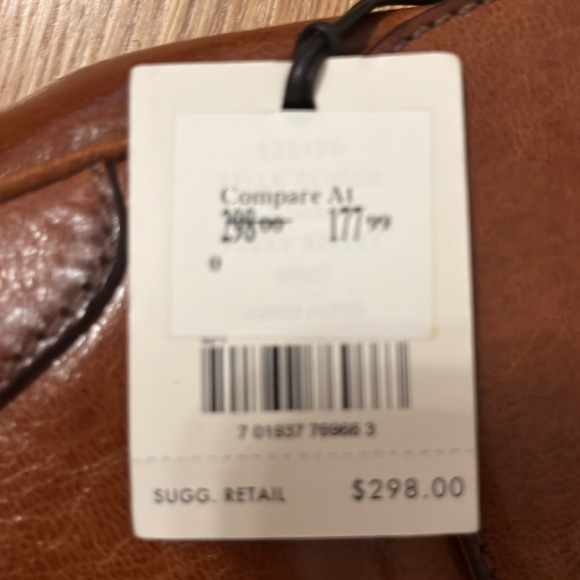 Compare At
298 00 177 99
0
7 01937 76966 3
SUGG. RETAIL $298.00